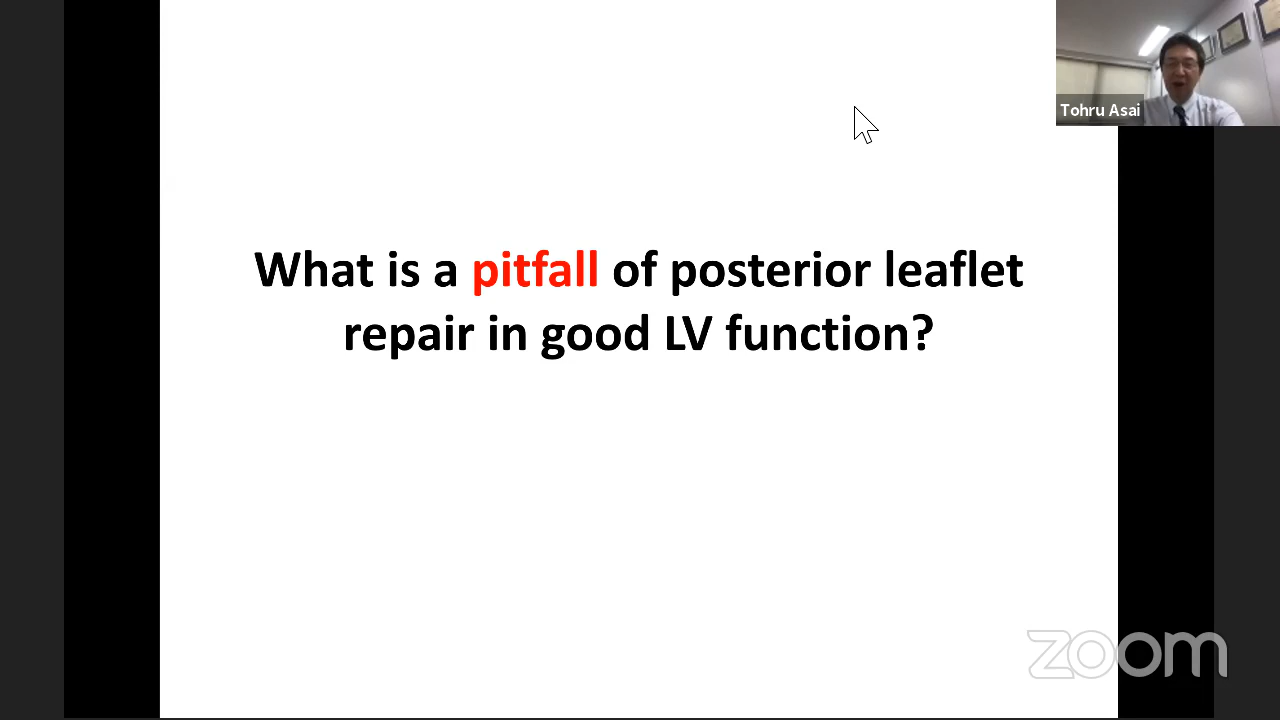 Tohru Asai
What is a pitfall of posterior leaflet
repair in good LV function?
zoom